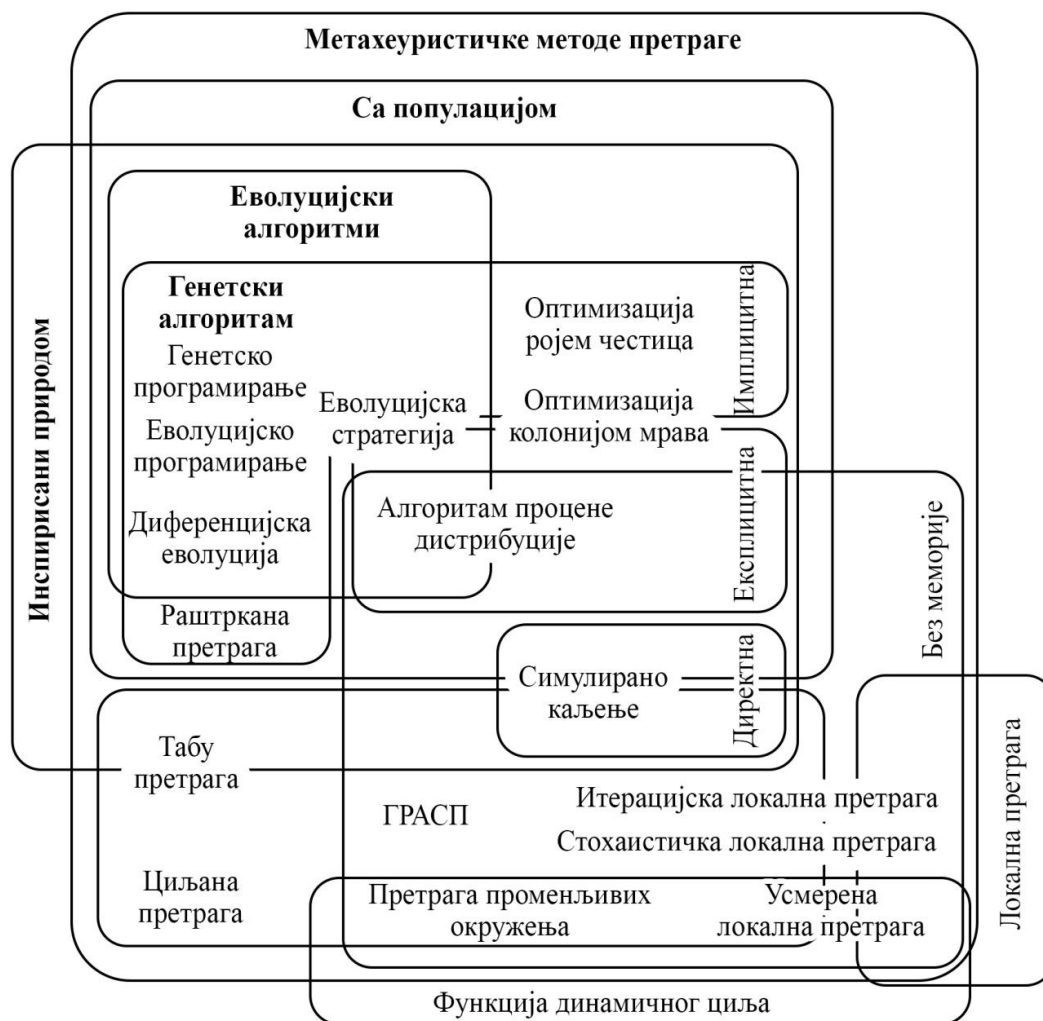 Метахеуристичке методе претраге
Са популацијом
Инспирисани природом
Еволуцијски
алгоритми
Генетски
алгоритам
Генетско
програмирање
Еволуцијско
програмирање
Диференцијска
еволуција
Еволуцијска
стратегија
Оптимизација
ројем честица
Имплицитна
Оптимизација
колонијом мрава
Експлицитна
Алгоритам процене
дистрибуције
Без меморије
Раштркана
претрага
Симулирано
каљење
Директна
Табу
претрага
ГРАСП
Итерацијска локална претрага
Стохаистичка локална претрага
Локална претрага
Циљана
претрага
Претрага променљивих
окружења
Усмерена
локална претрага
Функција динамичног циља